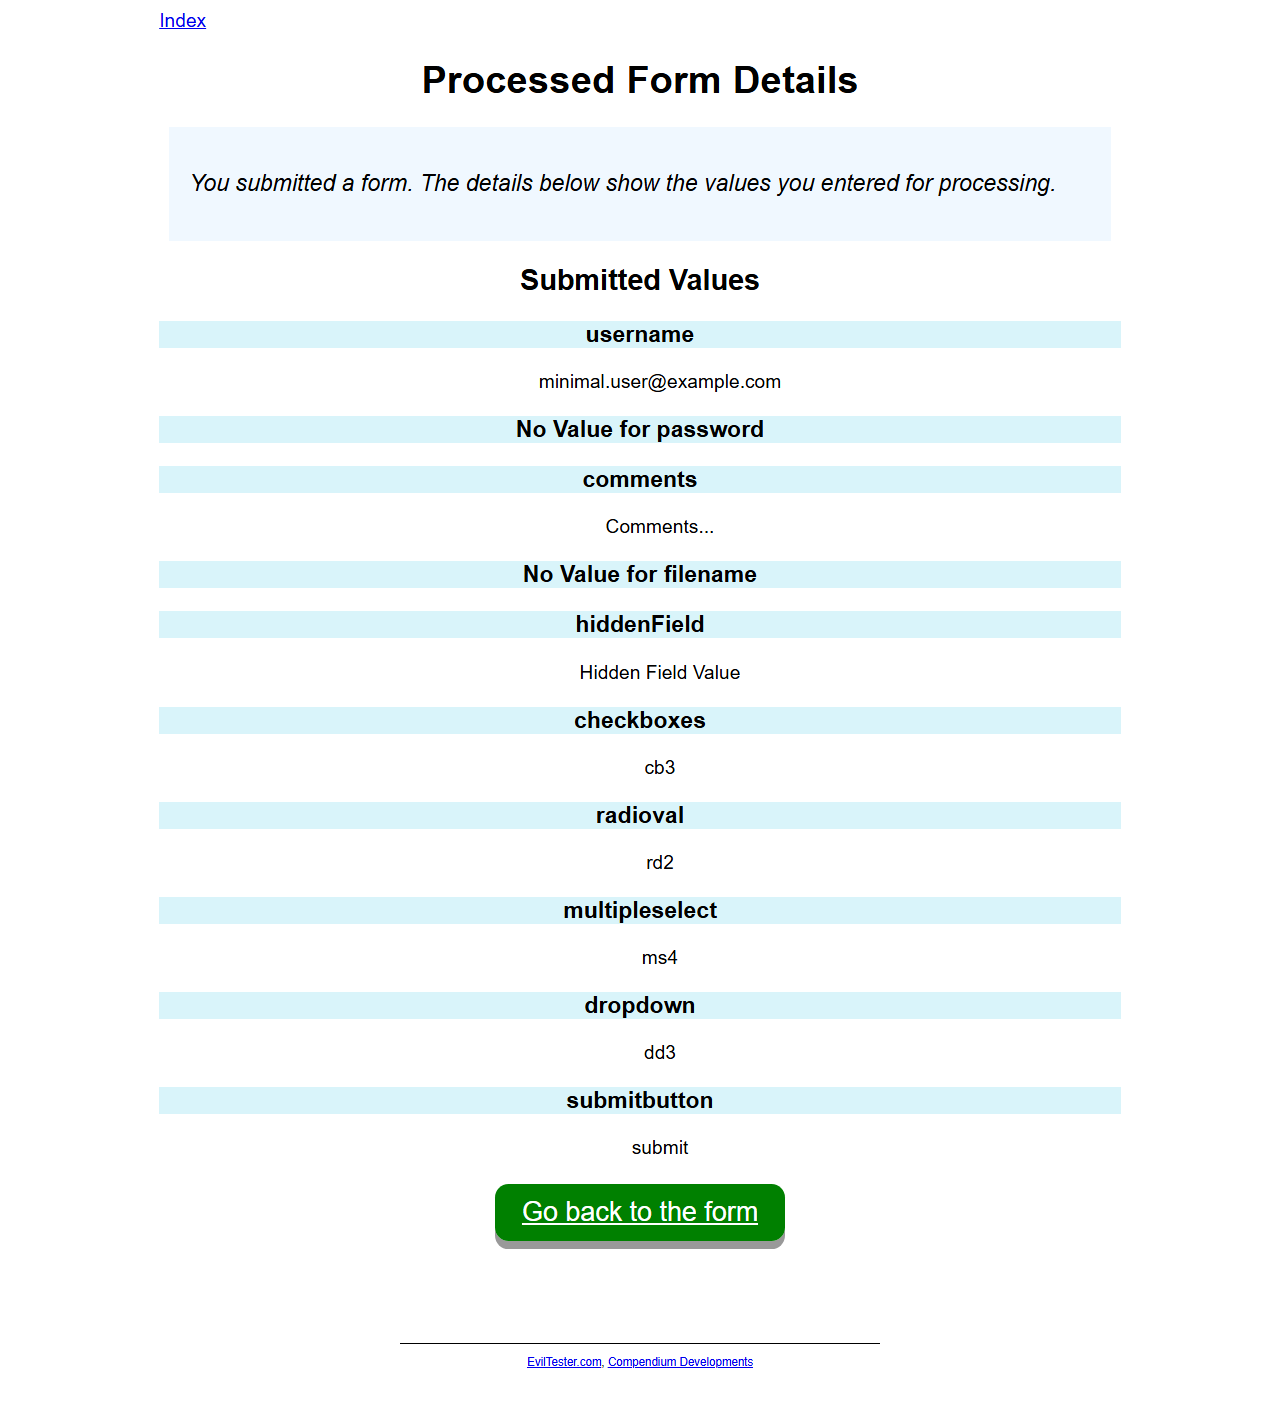 Index
Processed Form Details
You submitted a form. The details below show the values you entered for processing.
Submitted Values
username
minimal.user@example.com
No Value for password
comments
Comments...
No Value for filename
hiddenField
Hidden Field Value
checkboxes
cb3
radioval
rd2
multipleselect
ms4
dropdown
dd3
submitbutton
submit
Go back to the form
EvilTester.com, Compendium Developments